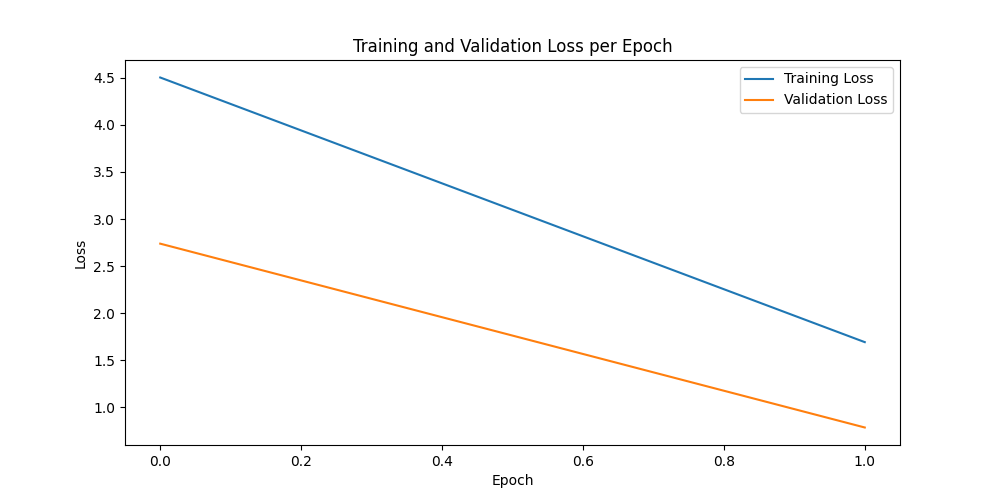 Training and Validation Loss per Epoch
Training Loss
Validation Loss
Loss
4.5
4.0
3.5
3.0
2.5
2.0
1.5
1.0
0.0 0.2 0.4 0.6 0.8 1.0
Epoch